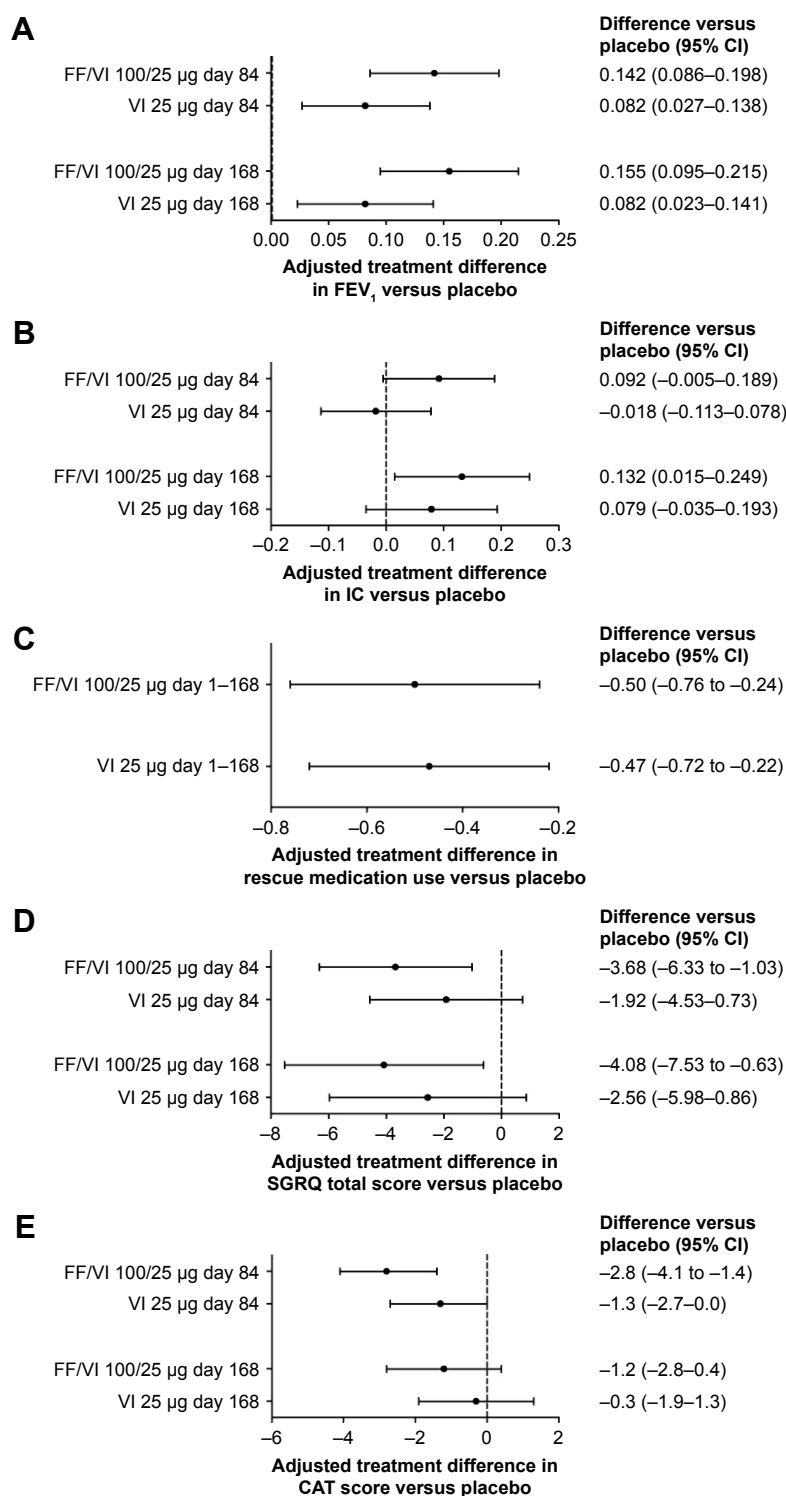 A
Difference versus
placebo (95% CI)
FF/VI 100/25 µg day 84
0.142 (0.086–0.198)
VI 25 µg day 84
0.082 (0.027–0.138)
FF/VI 100/25 µg day 168
0.155 (0.095–0.215)
VI 25 µg day 168
0.082 (0.023–0.141)
0.00 0.05 0.10 0.15 0.20 0.25
Adjusted treatment difference
in FEV₁ versus placebo
B
Difference versus
placebo (95% CI)
FF/VI 100/25 µg day 84
0.092 (–0.005–0.189)
VI 25 µg day 84
–0.018 (–0.113–0.078)
FF/VI 100/25 µg day 168
0.132 (0.015–0.249)
VI 25 µg day 168
0.079 (–0.035–0.193)
–0.2 –0.1 0.0 0.1 0.2 0.3
Adjusted treatment difference
in IC versus placebo
C
Difference versus
placebo (95% CI)
FF/VI 100/25 µg day 1–168
–0.50 (–0.76 to –0.24)
VI 25 µg day 1–168
–0.47 (–0.72 to –0.22)
–0.8 –0.6 –0.4 –0.2
Adjusted treatment difference in
rescue medication use versus placebo
D
Difference versus
placebo (95% CI)
FF/VI 100/25 µg day 84
–3.68 (–6.33 to –1.03)
VI 25 µg day 84
–1.92 (–4.53–0.73)
FF/VI 100/25 µg day 168
–4.08 (–7.53 to –0.63)
VI 25 µg day 168
–2.56 (–5.98–0.86)
–8 –6 –4 –2 0 2
Adjusted treatment difference in
SGRQ total score versus placebo
E
Difference versus
placebo (95% CI)
FF/VI 100/25 µg day 84
–2.8 (–4.1 to –1.4)
VI 25 µg day 84
–1.3 (–2.7–0.0)
FF/VI 100/25 µg day 168
–1.2 (–2.8–0.4)
VI 25 µg day 168
–0.3 (–1.9–1.3)
–6 –4 –2 0 2
Adjusted treatment difference in
CAT score versus placebo